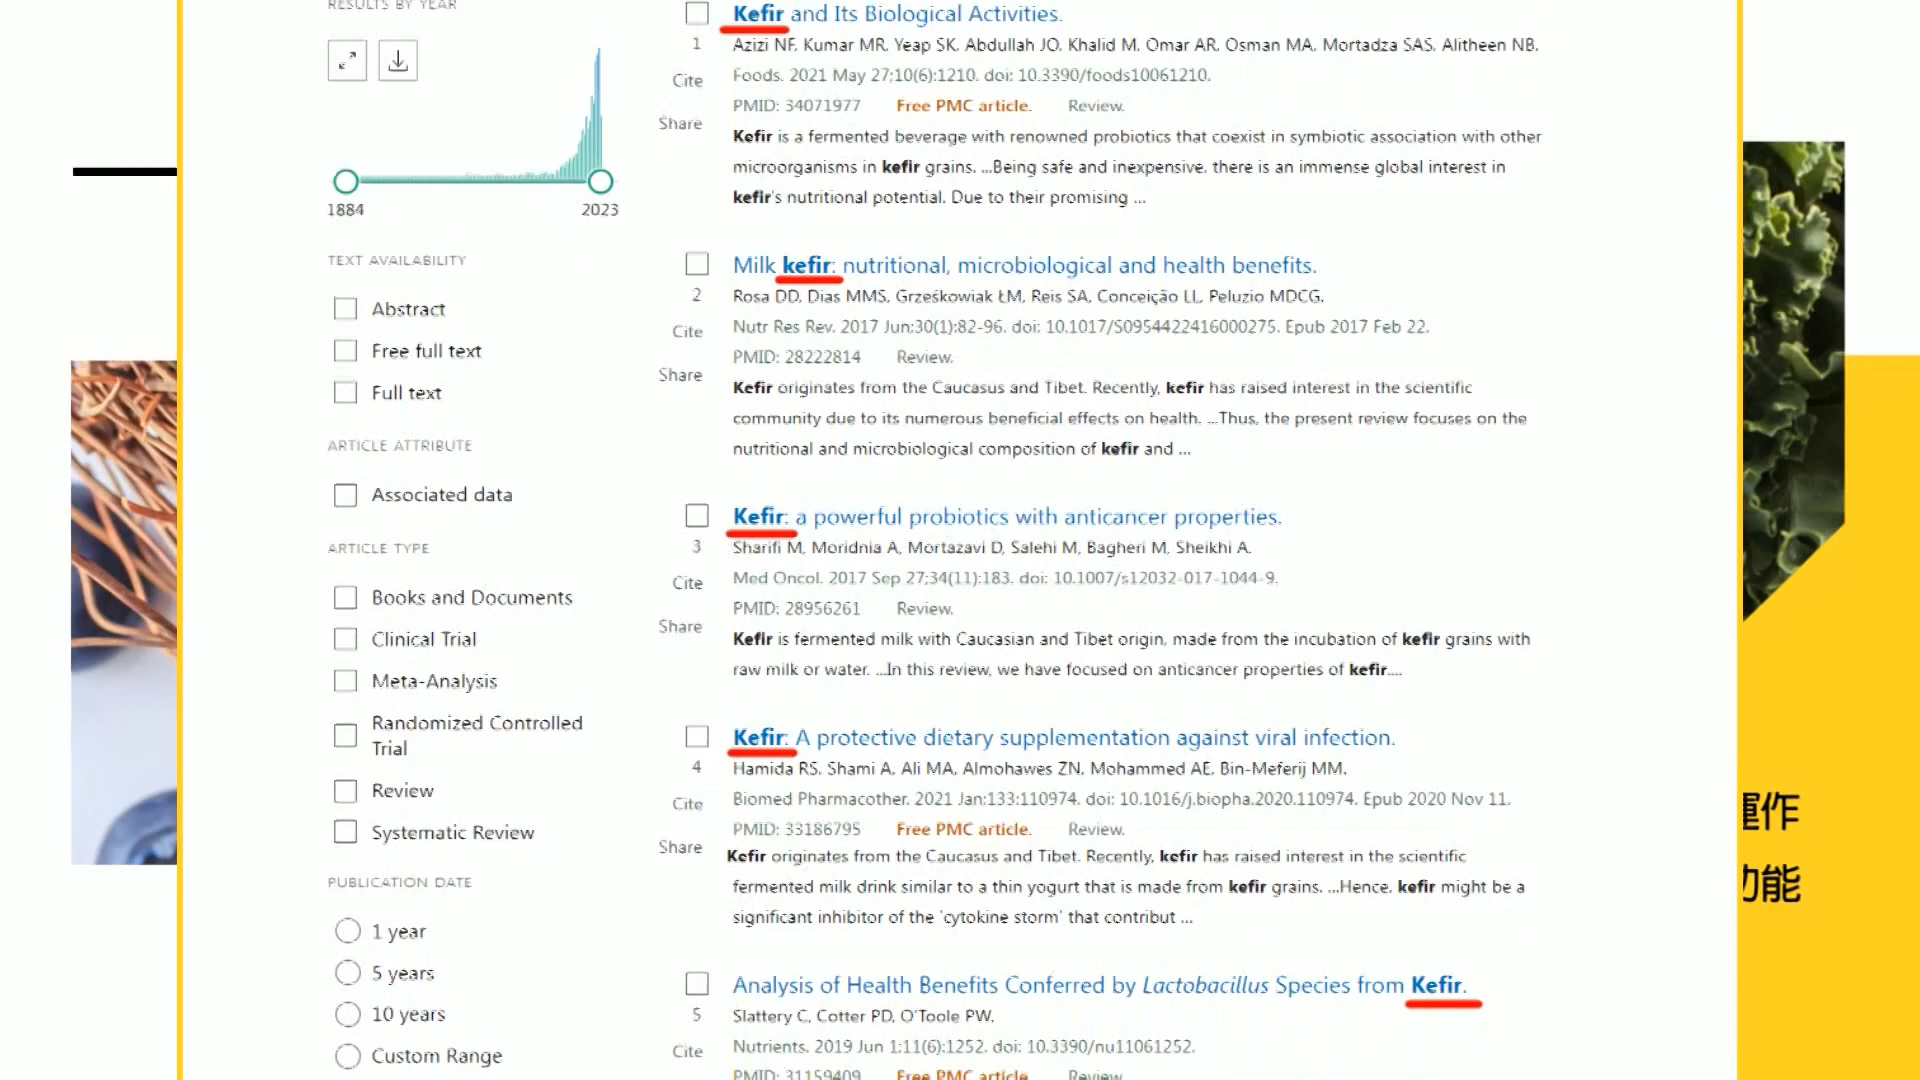 RESULTS BY YEAR
1884
2023
TEXT AVAILABILITY
Abstract
Free full text
Full text
ARTICLE ATTRIBUTE
Associated data
ARTICLE TYPE
Books and Documents
Clinical Trial
Meta-Analysis
Randomized Controlled
Trial
Review
Systematic Review
PUBLICATION DATE
1 year
5 years
10 years
Custom Range
Kefir and Its Biological Activities.
1
Azizi NF, Kumar MR, Yeap SK, Abdullah JO, Khalid M, Omar AR, Osman MA, Mortadza SAS, Alitheen NB.
Cite
Foods. 2021 May 27;10(6):1210. doi: 10.3390/foods10061210.
PMID: 34071977 Free PMC article. Review.
Share
Kefir is a fermented beverage with renowned probiotics that coexist in symbiotic association with other
microorganisms in kefir grains. ...Being safe and inexpensive, there is an immense global interest in
kefir's nutritional potential. Due to their promising ...
Milk kefir: nutritional, microbiological and health benefits.
2
Rosa DD, Dias MMS, Grześkowiak ŁM, Reis SA, Conceição LL, Peluzio MDCG.
Cite
Nutr Res Rev. 2017 Jun;30(1):82-96. doi: 10.1017/S0954422416000275. Epub 2017 Feb 22.
PMID: 28222814 Review.
Share
Kefir originates from the Caucasus and Tibet. Recently, kefir has raised interest in the scientific
community due to its numerous beneficial effects on health. ...Thus, the present review focuses on the
nutritional and microbiological composition of kefir and ...
Kefir: a powerful probiotics with anticancer properties.
3
Sharifi M, Moridnia A, Mortazavi D, Salehi M, Bagheri M, Sheikhi A.
Cite
Med Oncol. 2017 Sep 27;34(11):183. doi: 10.1007/s12032-017-1044-9.
PMID: 28956261 Review.
Share
Kefir is fermented milk with Caucasian and Tibet origin, made from the incubation of kefir grains with
raw milk or water. ...In this review, we have focused on anticancer properties of kefir....
Kefir: A protective dietary supplementation against viral infection.
4
Hamida RS, Shami A, Ali MA, Almohawes ZN, Mohammed AE, Bin-Meferij MM.
Cite
Biomed Pharmacother. 2021 Jan;133:110974. doi: 10.1016/j.biopha.2020.110974. Epub 2020 Nov 11.
PMID: 33186795 Free PMC article. Review.
Share
Kefir originates from the Caucasus and Tibet. Recently, kefir has raised interest in the scientific
fermented milk drink similar to a thin yogurt that is made from kefir grains. ...Hence, kefir might be a
significant inhibitor of the 'cytokine storm' that contribut ...
Analysis of Health Benefits Conferred by Lactobacillus Species from Kefir.
5
Slattery C, Cotter PD, O'Toole PW.
Cite
Nutrients. 2019 Jun 1;11(6):1252. doi: 10.3390/nu11061252.
PMID: 31159409 Free PMC article. Review.
運作
功能